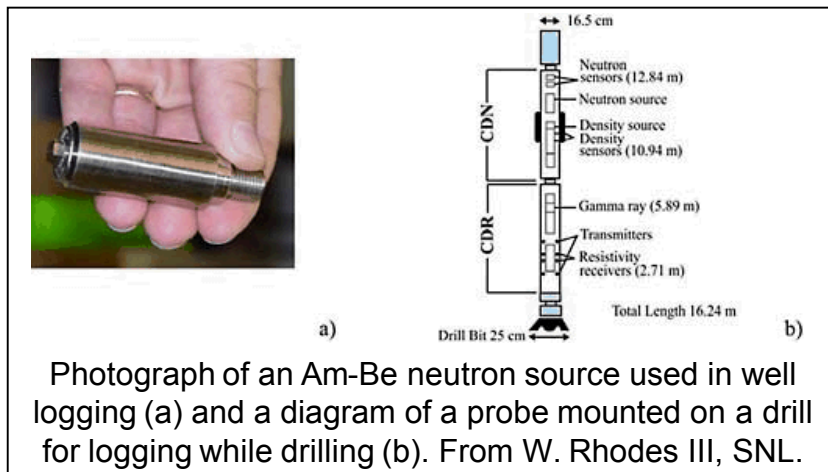 16.5 cm
Neutron
sensors (12.84 m)
Neutron source
CDN
Density source
Density
sensors (10.94 m)
CDR
Gamma ray (5.89 m)
Transmitters
Resistivity
receivers (2.71 m)
Total Length 16.24 m
a)
b)
Drill Bit 25 cm
Photograph of an Am-Be neutron source used in well
logging (a) and a diagram of a probe mounted on a drill
for logging while drilling (b). From W. Rhodes III, SNL.